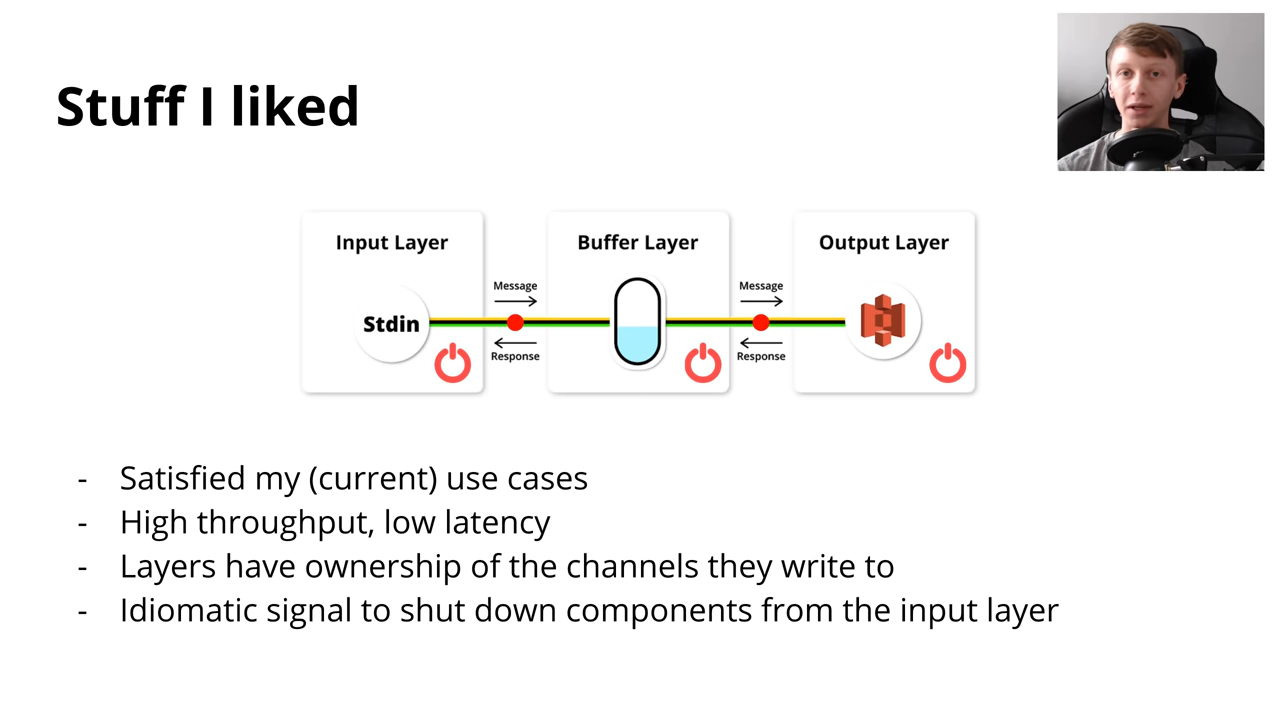 Stuff I liked
Input Layer
Buffer Layer
Output Layer
Message
Message
Stdin
Response
Response
- Satisfied my (current) use cases
- High throughput, low latency
- Layers have ownership of the channels they write to
- Idiomatic signal to shut down components from the input layer